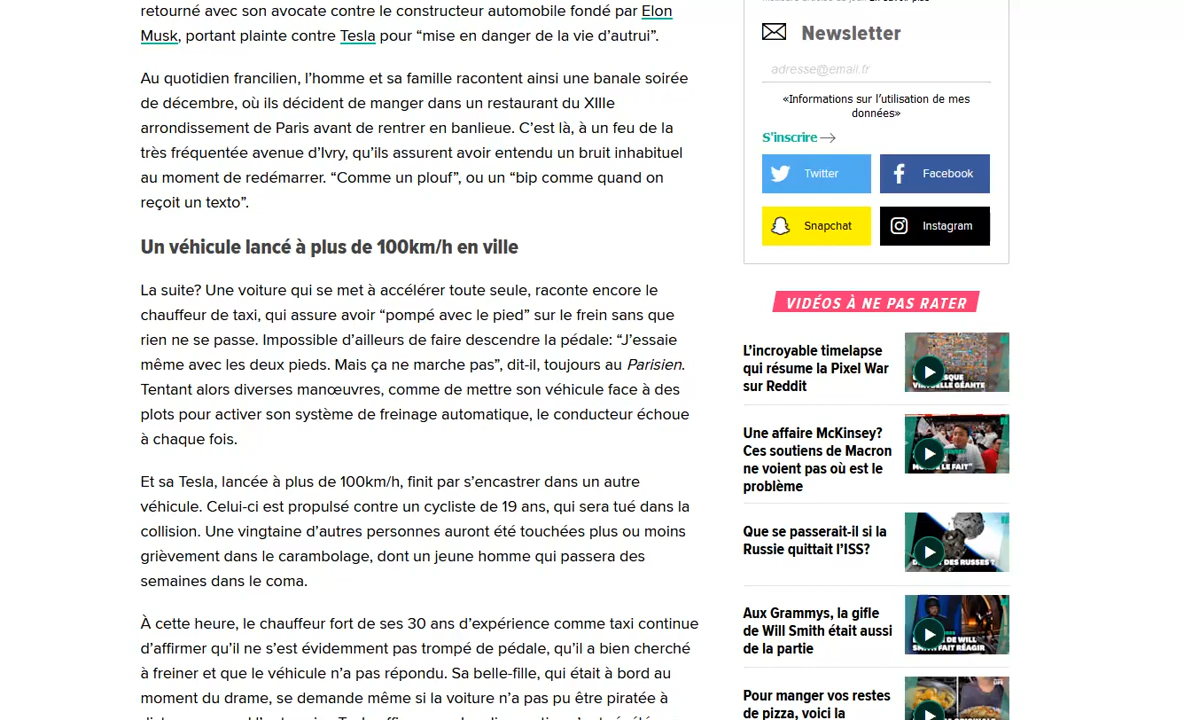 retourné avec son avocate contre le constructeur automobile fondé par Elon
Musk, portant plainte contre Tesla pour “mise en danger de la vie d’autrui”.
Au quotidien francilien, l’homme et sa famille racontent ainsi une banale soirée
de décembre, où ils décident de manger dans un restaurant du XIIIe
arrondissement de Paris avant de rentrer en banlieue. C’est là, à un feu de la
très fréquentée avenue d’Ivry, qu’ils assurent avoir entendu un bruit inhabituel
au moment de redémarrer. “Comme un plouf”, ou un “bip comme quand on
reçoit un texto”.
Un véhicule lancé à plus de 100km/h en ville
La suite? Une voiture qui se met à accélérer toute seule, raconte encore le
chauffeur de taxi, qui assure avoir “pompé avec le pied” sur le frein sans que
rien ne se passe. Impossible d’ailleurs de faire descendre la pédale: “J’essaie
même avec les deux pieds. Mais ça ne marche pas”, dit-il, toujours au Parisien.
Tentant alors diverses manœuvres, comme de mettre son véhicule face à des
plots pour activer son système de freinage automatique, le conducteur échoue
à chaque fois.
Et sa Tesla, lancée à plus de 100km/h, finit par s’encastrer dans un autre
véhicule. Celui-ci est propulsé contre un cycliste de 19 ans, qui sera tué dans la
collision. Une vingtaine d’autres personnes auront été touchées plus ou moins
grièvement dans le carambolage, dont un jeune homme qui passera des
semaines dans le coma.
À cette heure, le chauffeur fort de ses 30 ans d’expérience comme taxi continue
d’affirmer qu’il ne s’est évidemment pas trompé de pédale, qu’il a bien cherché
à freiner et que le véhicule n’a pas répondu. Sa belle-fille, qui était à bord au
moment du drame, se demande même si la voiture n’a pas pu être piratée à
Newsletter
adresse@email.fr
«Informations sur l’utilisation de mes
données»
S'inscrire
Twitter
Facebook
Snapchat
Instagram
VIDÉOS À NE PAS RATER
L’incroyable timelapse
qui résume la Pixel War
sur Reddit
VIRTUELLE GÉANTE
Une affaire McKinsey?
Ces soutiens de Macron
ne voient pas où est le
problème
LE FAIT”
Que se passerait-il si la
Russie quittait l’ISS?
DES RUSSES ?
Aux Grammys, la gifle
de Will Smith était aussi
de la partie
DE WILL
SMITH FAIT RÉAGIR
Pour manger vos restes
de pizza, voici la